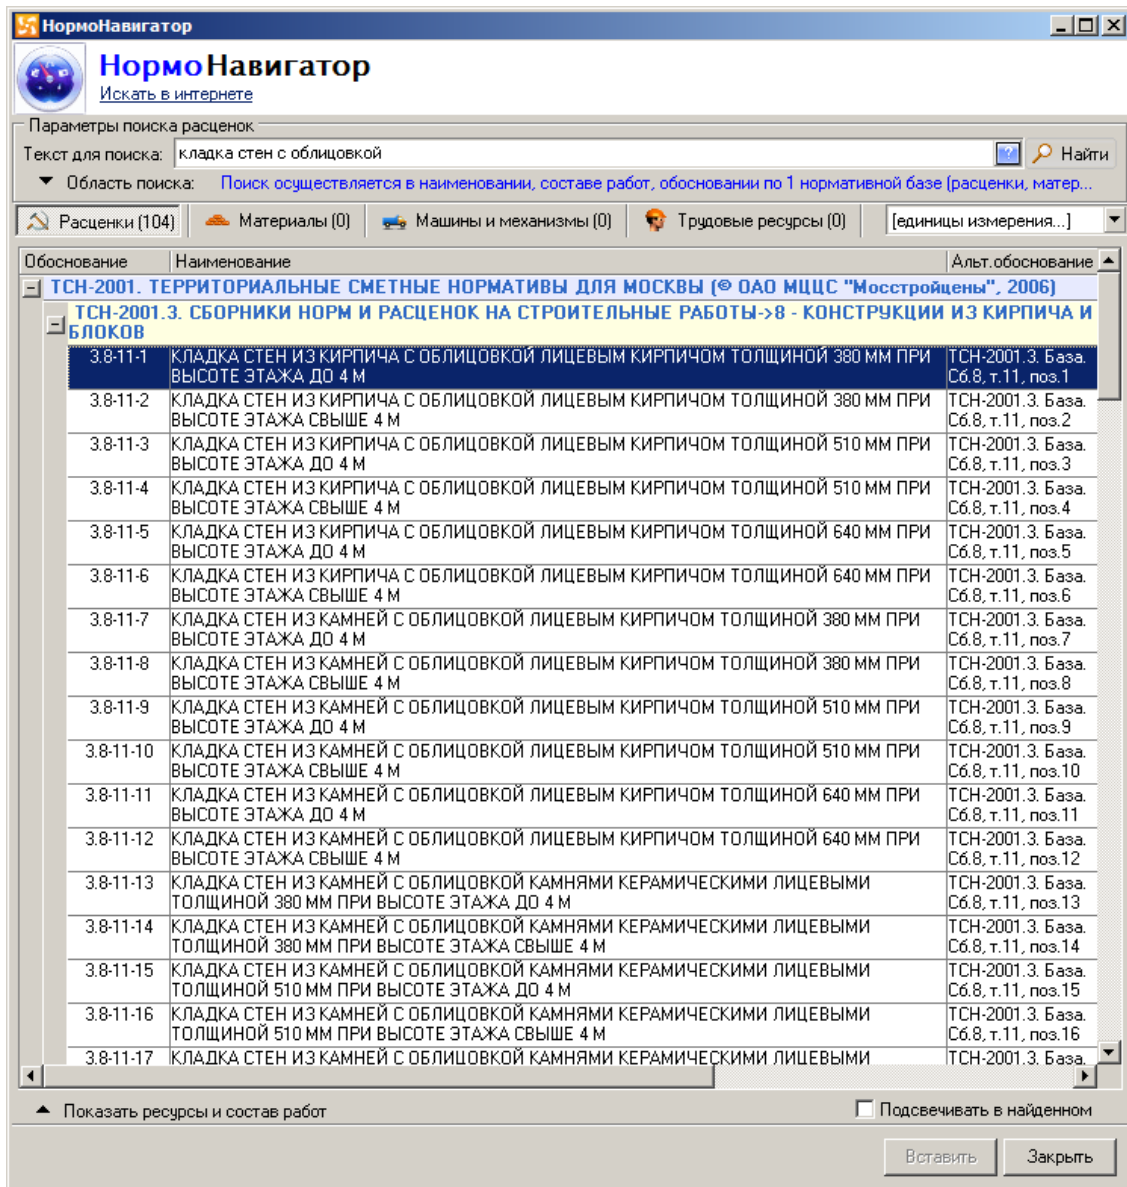 НормоНавигатор
НормоНавигатор
Искать в интернете
Параметры поиска расценок
Текст для поиска: кладка стен с облицовкой ? Найти
Область поиска: Поиск осуществляется в наименовании, составе работ, обосновании по 1 нормативной базе (расценки, матер...
Расценки (104) Материалы (0) Машины и механизмы (0) Трудовые ресурсы (0) [единицы измерения...]
Обоснование Наименование Альт.обоснование
ТСН-2001. ТЕРРИТОРИАЛЬНЫЕ СМЕТНЫЕ НОРМАТИВЫ ДЛЯ МОСКВЫ (© ОАО МЦЦС "Мосстройцены", 2006)
ТСН-2001.3. СБОРНИКИ НОРМ И РАСЦЕНОК НА СТРОИТЕЛЬНЫЕ РАБОТЫ->8 - КОНСТРУКЦИИ ИЗ КИРПИЧА И
БЛОКОВ
3.8-11-1 КЛАДКА СТЕН ИЗ КИРПИЧА С ОБЛИЦОВКОЙ ЛИЦЕВЫМ КИРПИЧОМ ТОЛЩИНОЙ 380 ММ ПРИ ТСН-2001.3. База.
ВЫСОТЕ ЭТАЖА ДО 4 М Сб.8, т.11, поз.1
3.8-11-2 КЛАДКА СТЕН ИЗ КИРПИЧА С ОБЛИЦОВКОЙ ЛИЦЕВЫМ КИРПИЧОМ ТОЛЩИНОЙ 380 ММ ПРИ ТСН-2001.3. База.
ВЫСОТЕ ЭТАЖА СВЫШЕ 4 М Сб.8, т.11, поз.2
3.8-11-3 КЛАДКА СТЕН ИЗ КИРПИЧА С ОБЛИЦОВКОЙ ЛИЦЕВЫМ КИРПИЧОМ ТОЛЩИНОЙ 510 ММ ПРИ ТСН-2001.3. База.
ВЫСОТЕ ЭТАЖА ДО 4 М Сб.8, т.11, поз.3
3.8-11-4 КЛАДКА СТЕН ИЗ КИРПИЧА С ОБЛИЦОВКОЙ ЛИЦЕВЫМ КИРПИЧОМ ТОЛЩИНОЙ 510 ММ ПРИ ТСН-2001.3. База.
ВЫСОТЕ ЭТАЖА СВЫШЕ 4 М Сб.8, т.11, поз.4
3.8-11-5 КЛАДКА СТЕН ИЗ КИРПИЧА С ОБЛИЦОВКОЙ ЛИЦЕВЫМ КИРПИЧОМ ТОЛЩИНОЙ 640 ММ ПРИ ТСН-2001.3. База.
ВЫСОТЕ ЭТАЖА ДО 4 М Сб.8, т.11, поз.5
3.8-11-6 КЛАДКА СТЕН ИЗ КИРПИЧА С ОБЛИЦОВКОЙ ЛИЦЕВЫМ КИРПИЧОМ ТОЛЩИНОЙ 640 ММ ПРИ ТСН-2001.3. База.
ВЫСОТЕ ЭТАЖА СВЫШЕ 4 М Сб.8, т.11, поз.6
3.8-11-7 КЛАДКА СТЕН ИЗ КАМНЕЙ С ОБЛИЦОВКОЙ ЛИЦЕВЫМ КИРПИЧОМ ТОЛЩИНОЙ 380 ММ ПРИ ТСН-2001.3. База.
ВЫСОТЕ ЭТАЖА ДО 4 М Сб.8, т.11, поз.7
3.8-11-8 КЛАДКА СТЕН ИЗ КАМНЕЙ С ОБЛИЦОВКОЙ ЛИЦЕВЫМ КИРПИЧОМ ТОЛЩИНОЙ 380 ММ ПРИ ТСН-2001.3. База.
ВЫСОТЕ ЭТАЖА СВЫШЕ 4 М Сб.8, т.11, поз.8
3.8-11-9 КЛАДКА СТЕН ИЗ КАМНЕЙ С ОБЛИЦОВКОЙ ЛИЦЕВЫМ КИРПИЧОМ ТОЛЩИНОЙ 510 ММ ПРИ ТСН-2001.3. База.
ВЫСОТЕ ЭТАЖА ДО 4 М Сб.8, т.11, поз.9
3.8-11-10 КЛАДКА СТЕН ИЗ КАМНЕЙ С ОБЛИЦОВКОЙ ЛИЦЕВЫМ КИРПИЧОМ ТОЛЩИНОЙ 510 ММ ПРИ ТСН-2001.3. База.
ВЫСОТЕ ЭТАЖА СВЫШЕ 4 М Сб.8, т.11, поз.10
3.8-11-11 КЛАДКА СТЕН ИЗ КАМНЕЙ С ОБЛИЦОВКОЙ ЛИЦЕВЫМ КИРПИЧОМ ТОЛЩИНОЙ 640 ММ ПРИ ТСН-2001.3. База.
ВЫСОТЕ ЭТАЖА ДО 4 М Сб.8, т.11, поз.11
3.8-11-12 КЛАДКА СТЕН ИЗ КАМНЕЙ С ОБЛИЦОВКОЙ ЛИЦЕВЫМ КИРПИЧОМ ТОЛЩИНОЙ 640 ММ ПРИ ТСН-2001.3. База.
ВЫСОТЕ ЭТАЖА СВЫШЕ 4 М Сб.8, т.11, поз.12
3.8-11-13 КЛАДКА СТЕН ИЗ КАМНЕЙ С ОБЛИЦОВКОЙ КАМНЯМИ КЕРАМИЧЕСКИМИ ЛИЦЕВЫМИ ТСН-2001.3. База.
ТОЛЩИНОЙ 380 ММ ПРИ ВЫСОТЕ ЭТАЖА ДО 4 М Сб.8, т.11, поз.13
3.8-11-14 КЛАДКА СТЕН ИЗ КАМНЕЙ С ОБЛИЦОВКОЙ КАМНЯМИ КЕРАМИЧЕСКИМИ ЛИЦЕВЫМИ ТСН-2001.3. База.
ТОЛЩИНОЙ 380 ММ ПРИ ВЫСОТЕ ЭТАЖА СВЫШЕ 4 М Сб.8, т.11, поз.14
3.8-11-15 КЛАДКА СТЕН ИЗ КАМНЕЙ С ОБЛИЦОВКОЙ КАМНЯМИ КЕРАМИЧЕСКИМИ ЛИЦЕВЫМИ ТСН-2001.3. База.
ТОЛЩИНОЙ 510 ММ ПРИ ВЫСОТЕ ЭТАЖА ДО 4 М Сб.8, т.11, поз.15
3.8-11-16 КЛАДКА СТЕН ИЗ КАМНЕЙ С ОБЛИЦОВКОЙ КАМНЯМИ КЕРАМИЧЕСКИМИ ЛИЦЕВЫМИ ТСН-2001.3. База.
ТОЛЩИНОЙ 510 ММ ПРИ ВЫСОТЕ ЭТАЖА СВЫШЕ 4 М Сб.8, т.11, поз.16
3.8-11-17 КЛАДКА СТЕН ИЗ КАМНЕЙ С ОБЛИЦОВКОЙ КАМНЯМИ КЕРАМИЧЕСКИМИ ЛИЦЕВЫМИ ТСН-2001.3. База.
Показать ресурсы и состав работ Подсвечивать в найденном
Вставить Закрыть